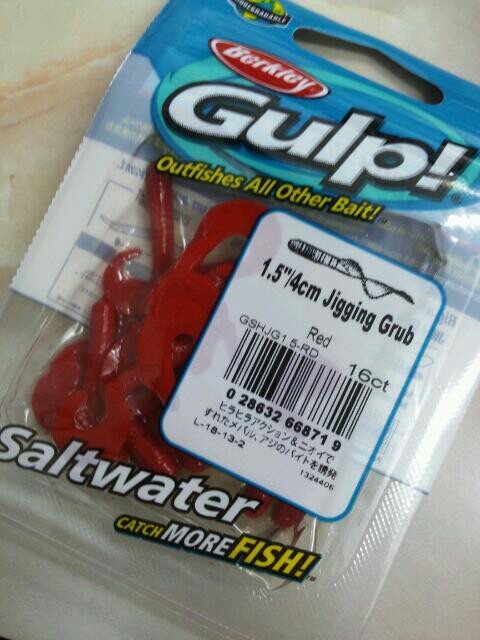 BIODEGRADABLE
Berkley
Gulp!
Outfishes All Other Bait!
1.5"/4cm Jigging Grub
Red
GSHJG1.5-RD
16ct
0 28632 66871 9
ヒラヒラアクション&ニオイで
すれたメバル、アジのバイトを誘発
L-18-13-2
1324406
Saltwater
CATCH MORE FISH!™